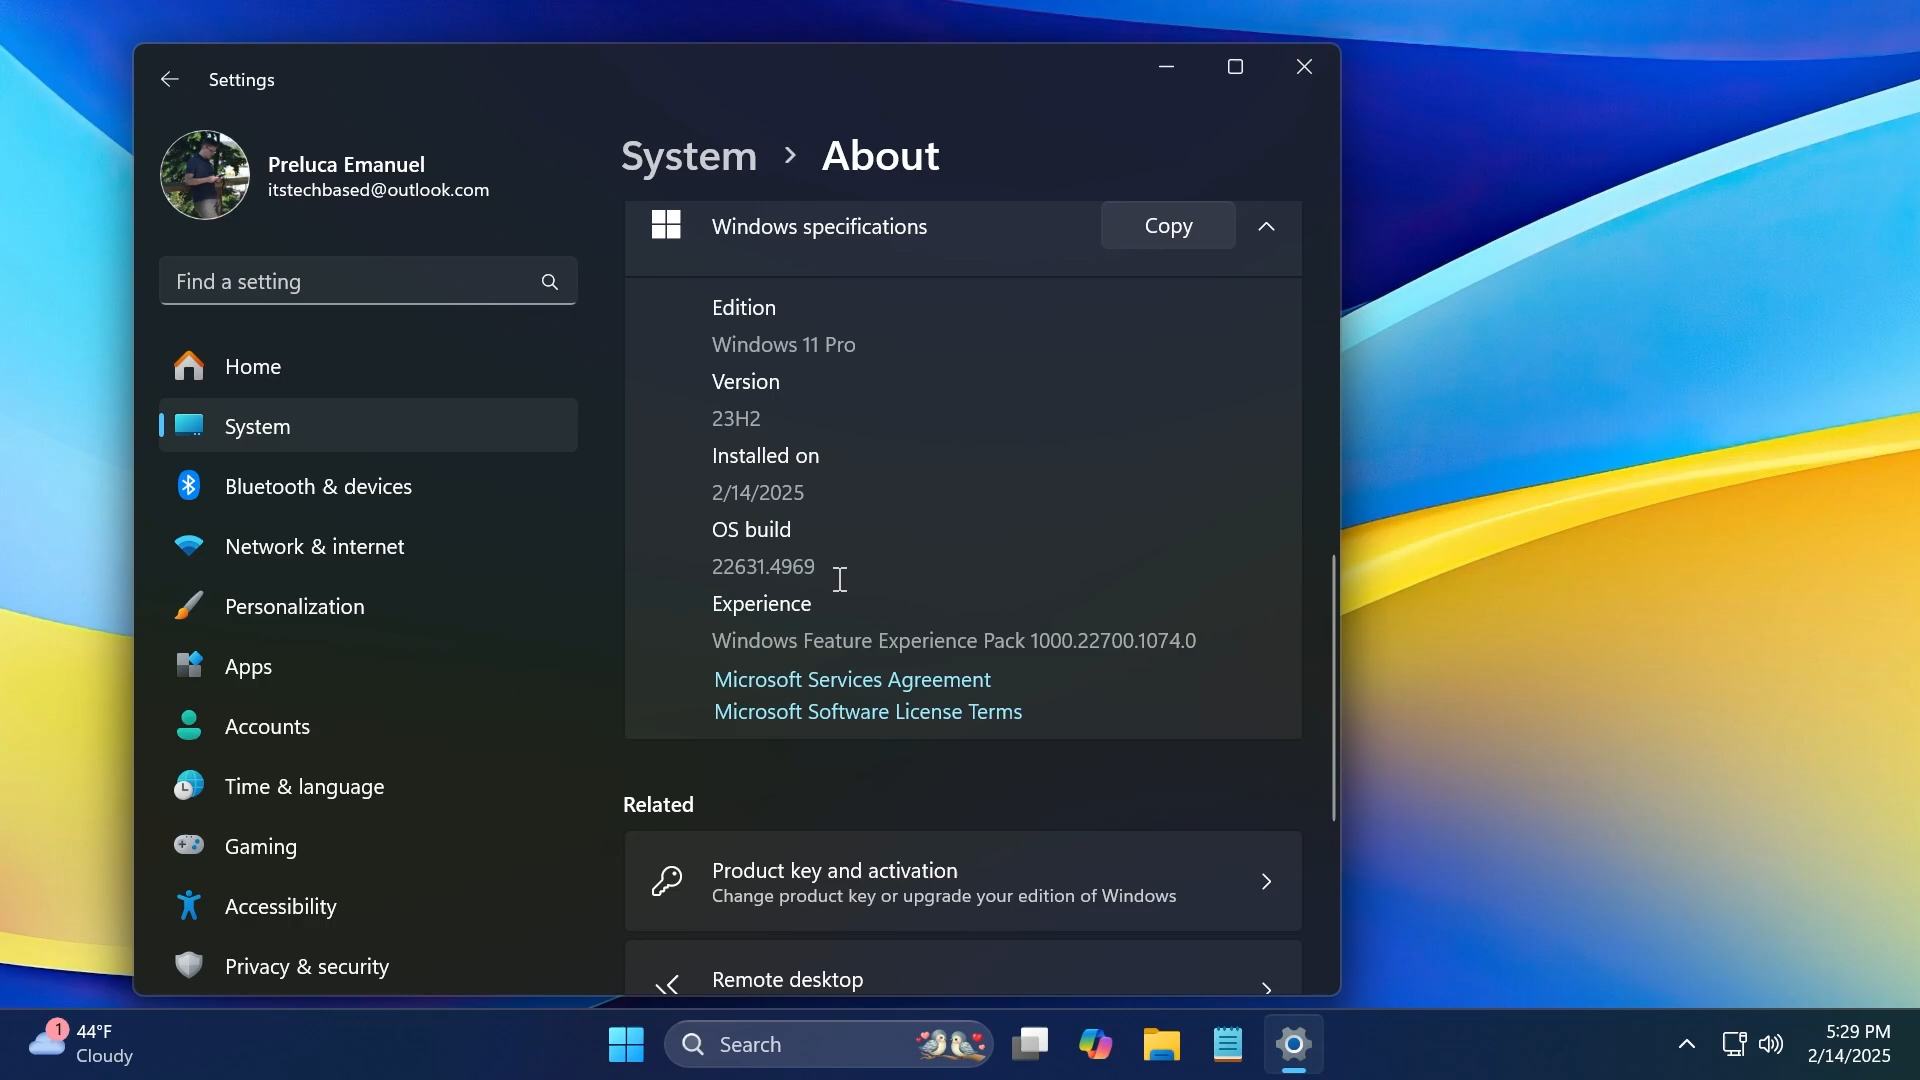 Settings
Preluca Emanuel
itstechbased@outlook.com
Find a setting
Home
System
Bluetooth & devices
Network & internet
Personalization
Apps
Accounts
Time & language
Gaming
Accessibility
Privacy & security
System > About
Windows specifications
Copy
Edition
Windows 11 Pro
Version
23H2
Installed on
2/14/2025
OS build
22631.4969
Experience
Windows Feature Experience Pack 1000.22700.1074.0
Microsoft Services Agreement
Microsoft Software License Terms
Related
Product key and activation
Change product key or upgrade your edition of Windows
Remote desktop
1
44°F
Cloudy
Search
5:29 PM
2/14/2025